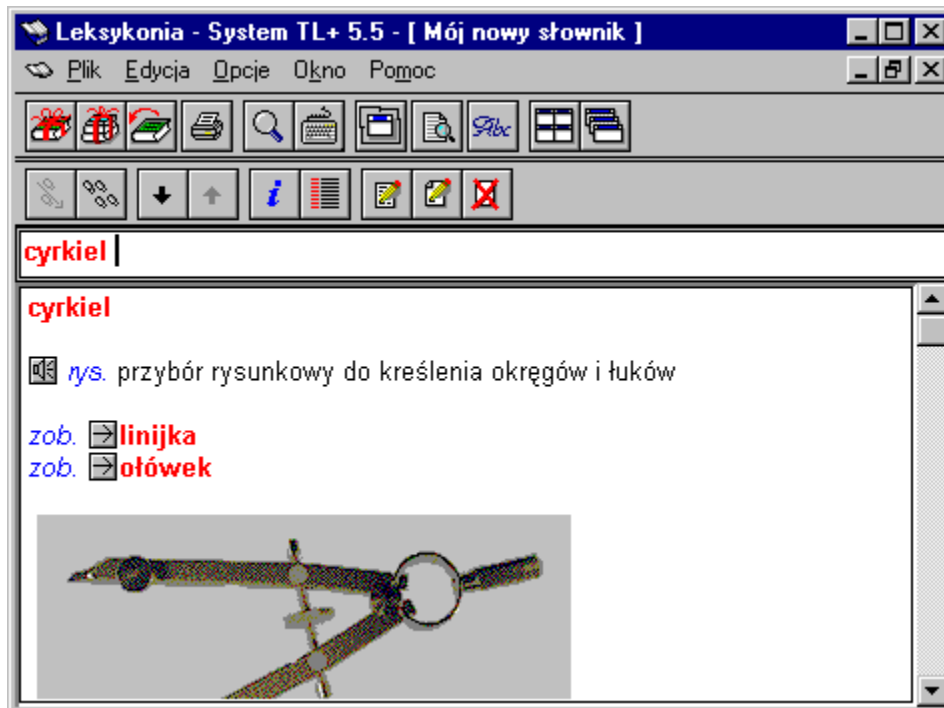 Leksykonia - System TL+ 5.5 - [ Mój nowy słownik ]
Plik Edycja Opcje Okno Pomoc
Abc
i
cyrkiel
cyrkiel
rys. przybór rysunkowy do kreślenia okręgów i łuków
zob. linijka
zob. ołówek